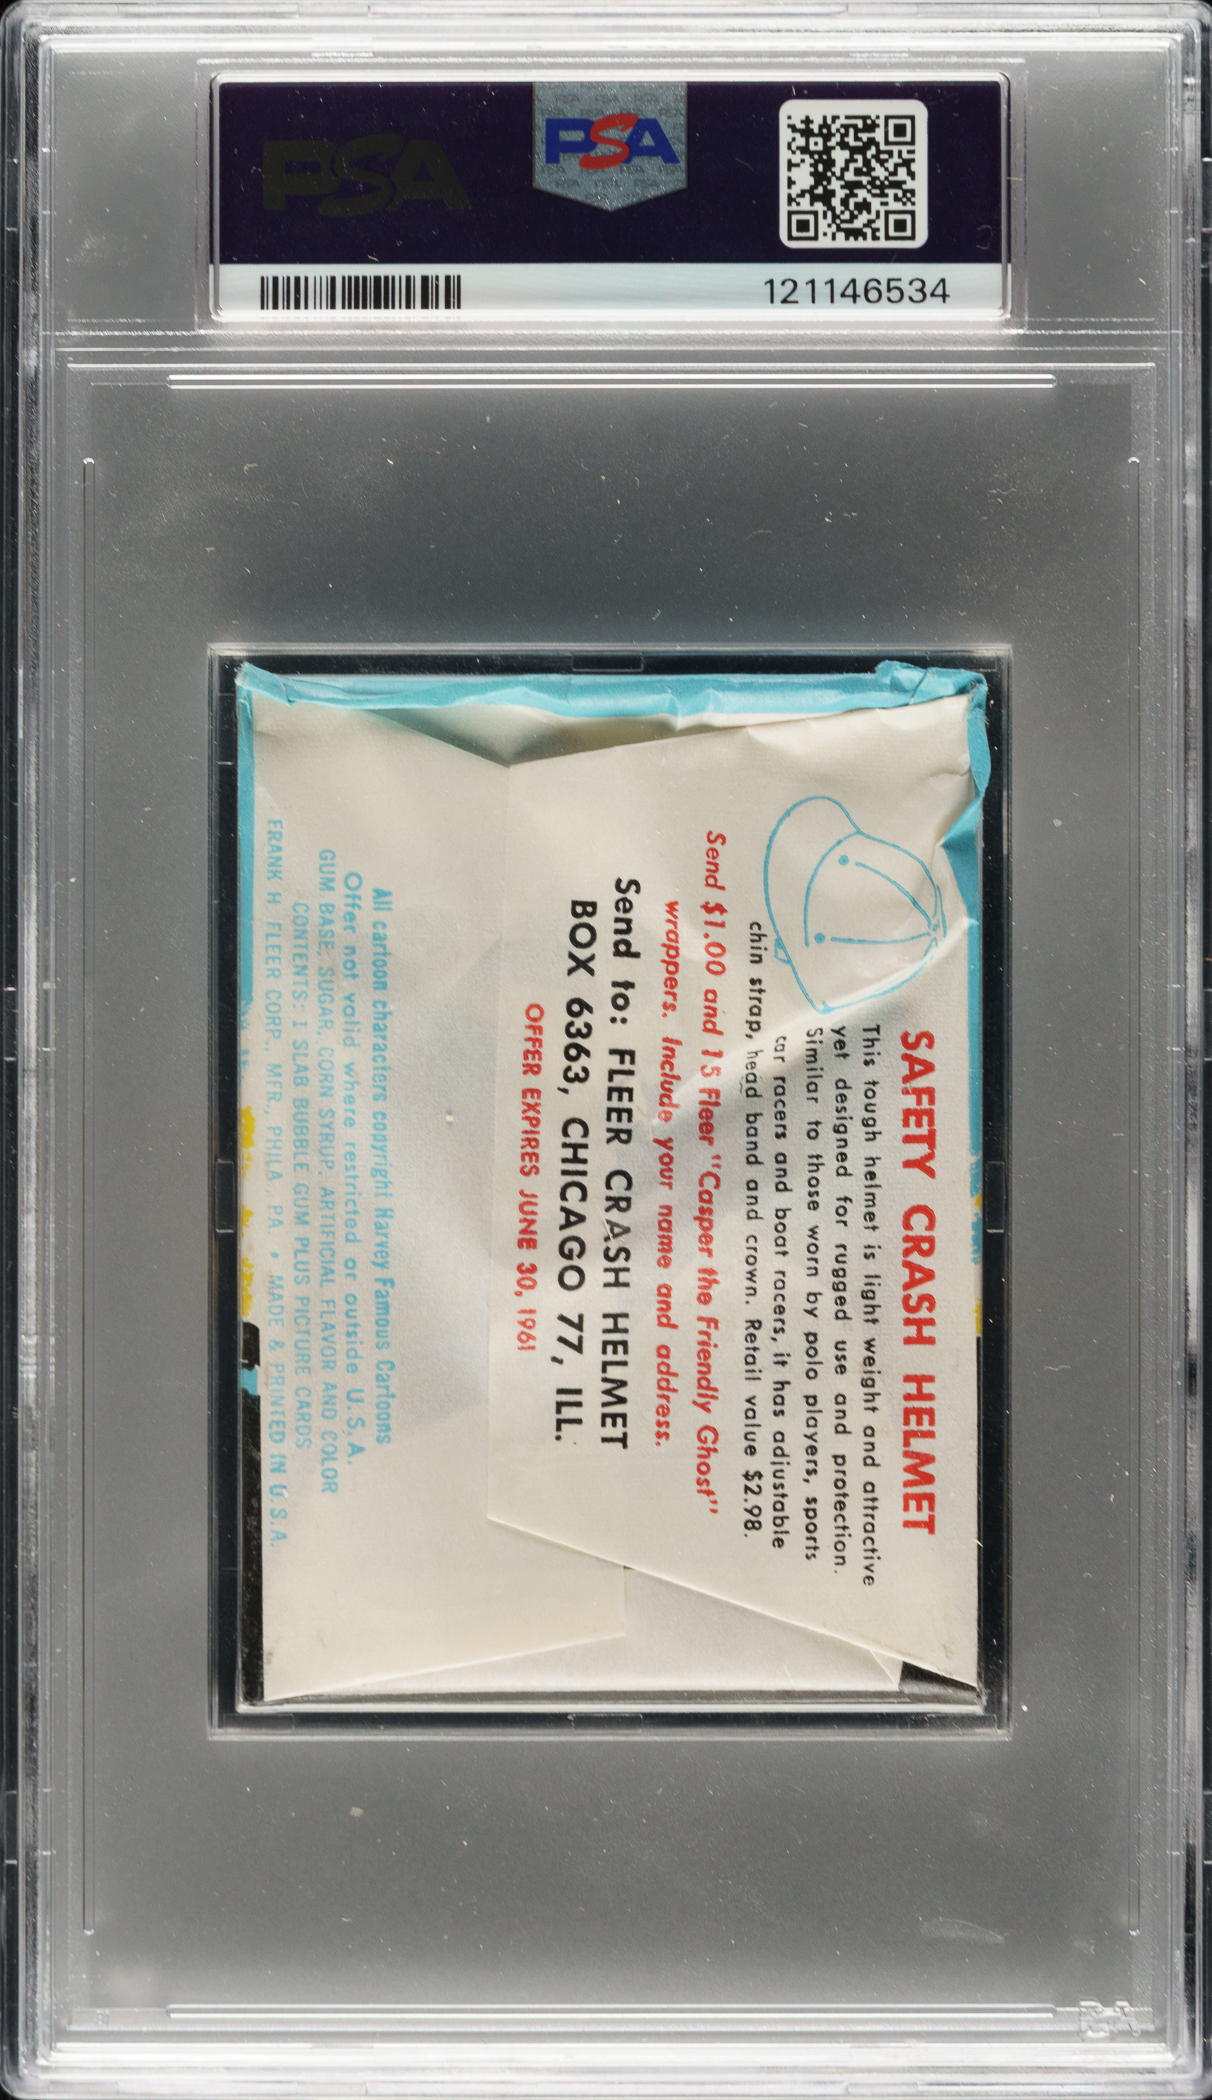 PSA
PSA
121146534
SAFETY CRASH HELMET
This tough helmet is light weight and attractive
yet designed for rugged use and protection.
Similar to those worn by polo players, sports
car racers and boat racers, it has adjustable
chin strap, head band and crown. Retail value $2.98.
Send $1.00 and 15 Fleer "Casper the Friendly Ghost"
wrappers. Include your name and address.
Send to: FLEER CRASH HELMET
BOX 6363, CHICAGO 77, ILL.
OFFER EXPIRES JUNE 30, 1961
All cartoon characters copyright Harvey Famous Cartoons
Offer not valid where restricted or outside U.S.A.
GUM BASE, SUGAR, CORN SYRUP, ARTIFICIAL FLAVOR AND COLOR
CONTENTS: 1 SLAB BUBBLE GUM PLUS PICTURE CARDS
FRANK H. FLEER CORP., MFR., PHILA., PA. • MADE & PRINTED IN U.S.A.